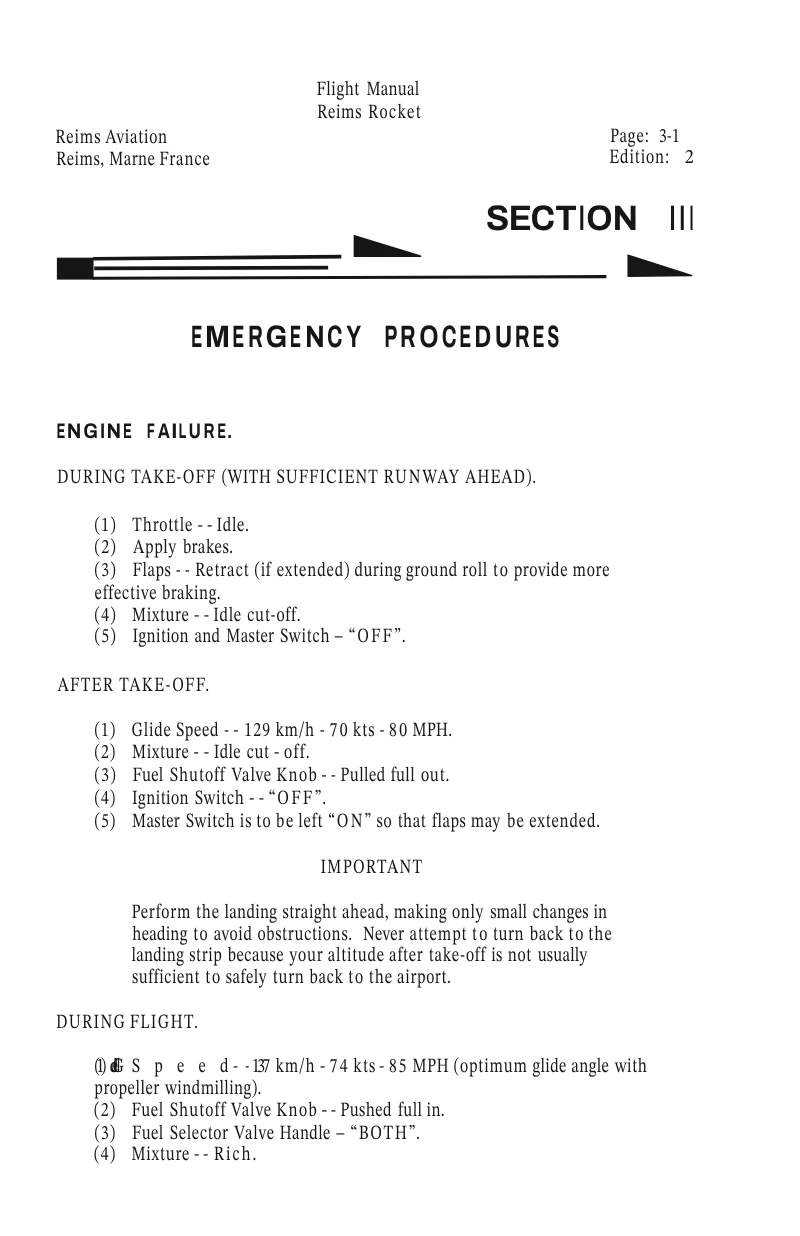 Flight Manual
Reims Rocket
Reims Aviation
Page: 3-1
Reims, Marne France
Edition: 2
SECTION III
EMERGENCY PROCEDURES
ENGINE FAILURE.
DURING TAKE-OFF (WITH SUFFICIENT RUNWAY AHEAD).
(1) Throttle - - Idle.
(2) Apply brakes.
(3) Flaps - - Retract (if extended) during ground roll to provide more
effective braking.
(4) Mixture - - Idle cut-off.
(5) Ignition and Master Switch – “OFF”.
AFTER TAKE-OFF.
(1) Glide Speed - - 129 km/h - 70 kts - 80 MPH.
(2) Mixture - - Idle cut - off.
(3) Fuel Shutoff Valve Knob - - Pulled full out.
(4) Ignition Switch - - “OFF”.
(5) Master Switch is to be left “ON” so that flaps may be extended.
IMPORTANT
Perform the landing straight ahead, making only small changes in
heading to avoid obstructions. Never attempt to turn back to the
landing strip because your altitude after take-off is not usually
sufficient to safely turn back to the airport.
DURING FLIGHT.
(1) Speed - - 137 km/h - 74 kts - 85 MPH (optimum glide angle with
propeller windmilling).
(2) Fuel Shutoff Valve Knob - - Pushed full in.
(3) Fuel Selector Valve Handle – “BOTH”.
(4) Mixture - - Rich.